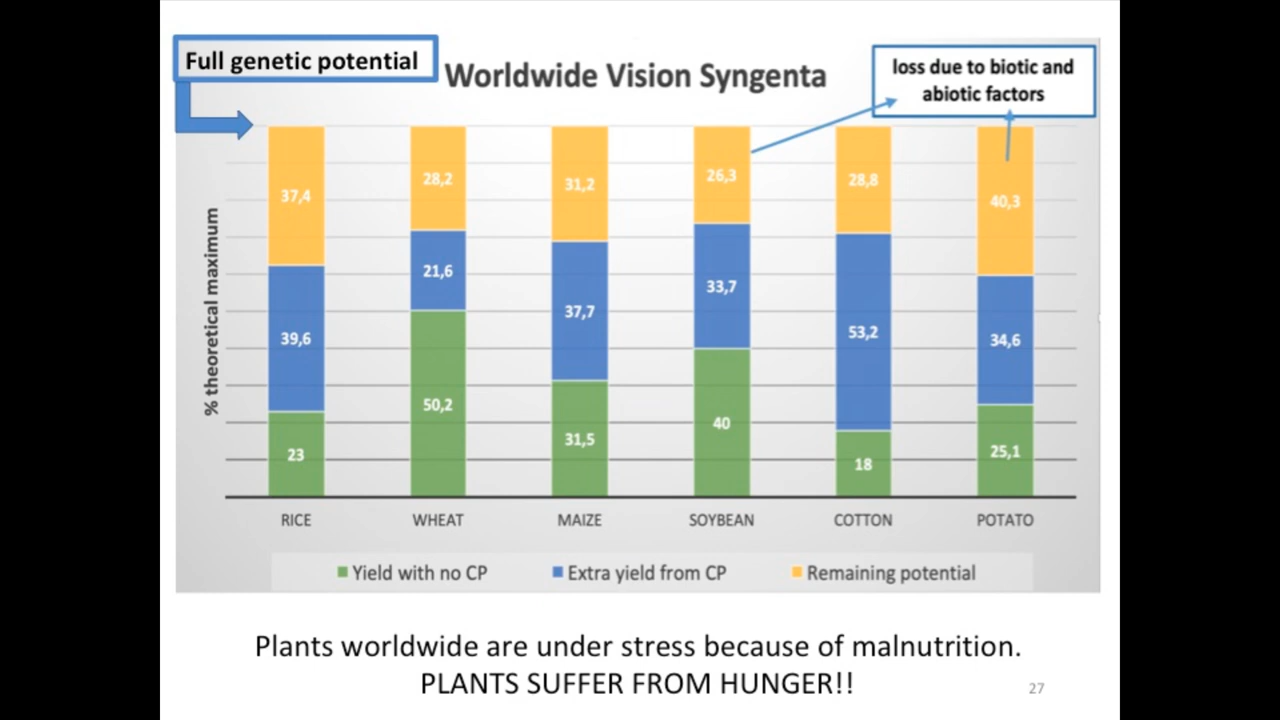 Full genetic potential
Worldwide Vision Syngenta
loss due to biotic and
abiotic factors
% theoretical maximum
37,4
28,2
31,2
26,3
28,8
40,3
39,6
21,6
37,7
33,7
53,2
34,6
23
50,2
31,5
40
18
25,1
RICE
WHEAT
MAIZE
SOYBEAN
COTTON
POTATO
Yield with no CP
Extra yield from CP
Remaining potential
Plants worldwide are under stress because of malnutrition.
PLANTS SUFFER FROM HUNGER!!
27